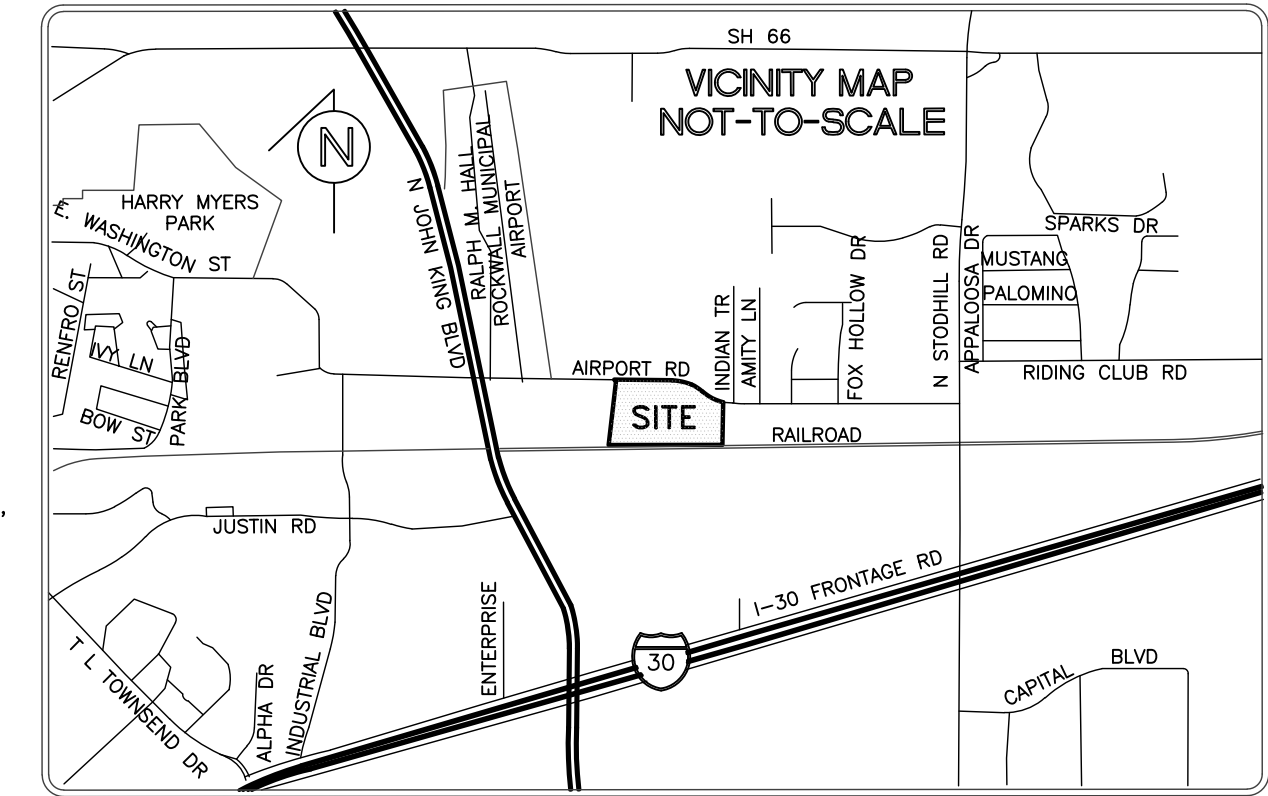 SH 66
VICINITY MAP
NOT-TO-SCALE
N
HARRY MYERS
PARK
E. WASHINGTON ST
N JOHN KING BLVD
RALPH M. HALL
ROCKWALL MUNICIPAL
AIRPORT
SPARKS DR
MUSTANG
PALOMINO
RENFRO ST
IVY LN
BOW ST
PARK BLVD
AIRPORT RD
INDIAN TR
AMITY LN
FOX HOLLOW DR
N STODHILL RD
APPALOOSA DR
RIDING CLUB RD
SITE
RAILROAD
,
JUSTIN RD
I-30 FRONTAGE RD
30
ENTERPRISE
INDUSTRIAL BLVD
ALPHA DR
T L TOWNSEND DR
CAPITAL BLVD